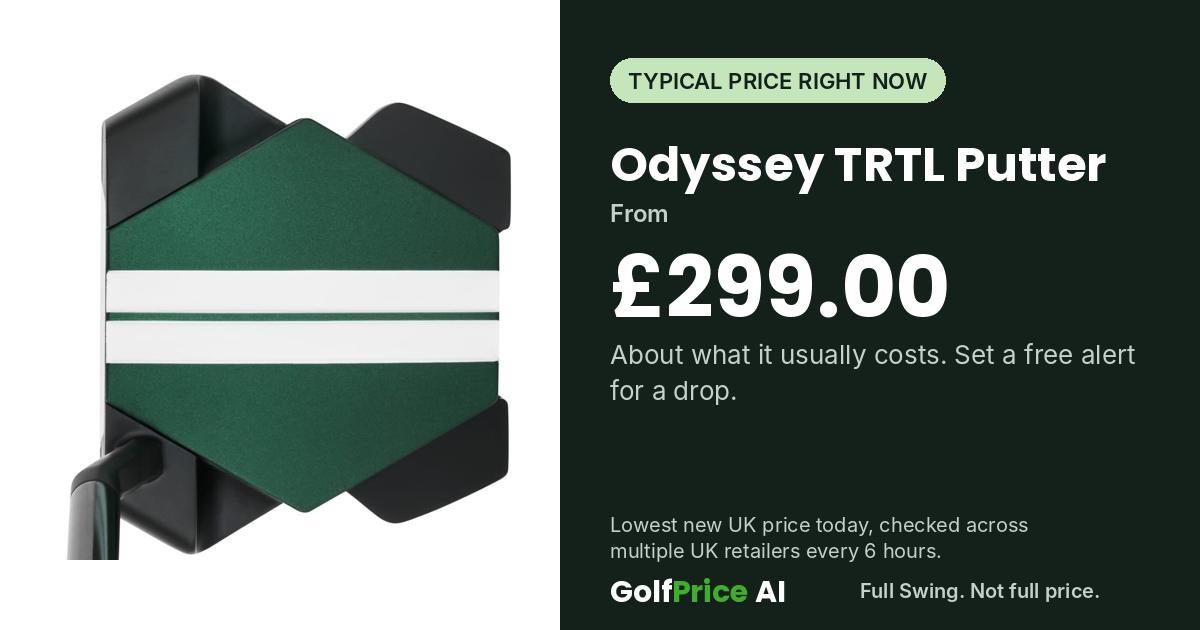 TYPICAL PRICE RIGHT NOW
Odyssey TRTL Putter
From
£299.00
About what it usually costs. Set a free alert
for a drop.
Lowest new UK price today, checked across
multiple UK retailers every 6 hours.
GolfPrice AI
Full Swing. Not full price.